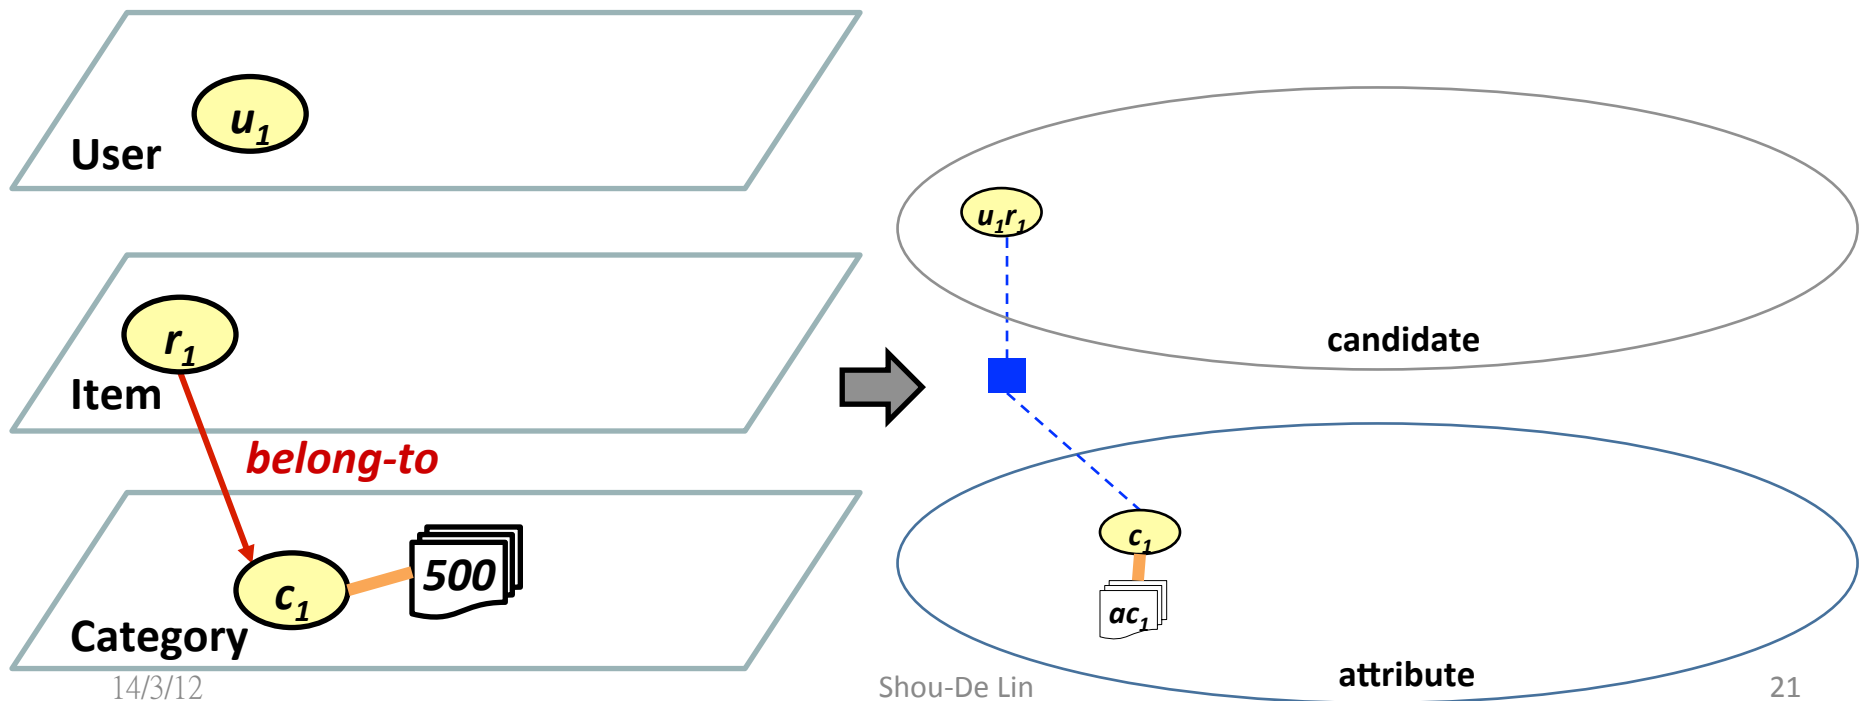 u₁
User
r₁
Item
belong-to
500
c₁
Category
u₁r₁
candidate
c₁
ac₁
attribute
14/3/12
Shou-De Lin
21